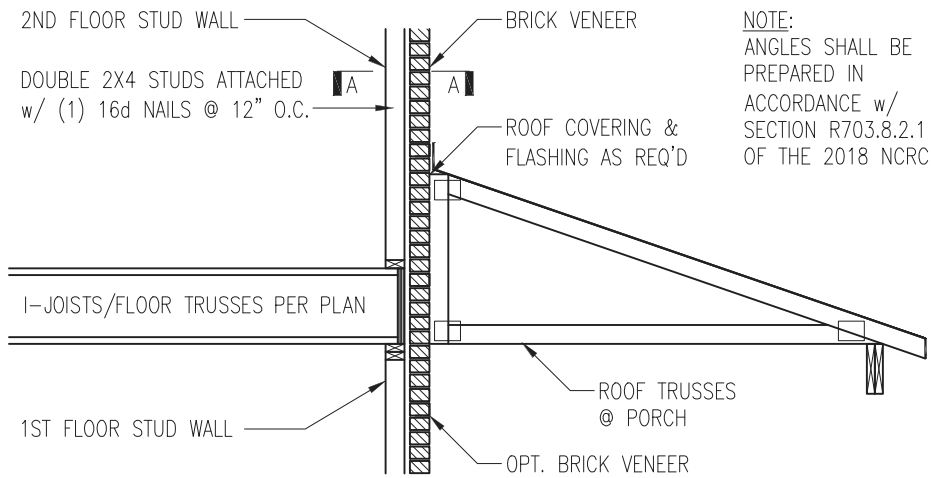 2ND FLOOR STUD WALL
DOUBLE 2X4 STUDS ATTACHED
w/ (1) 16d NAILS @ 12" O.C.
A
A
BRICK VENEER
NOTE:
ANGLES SHALL BE
PREPARED IN
ACCORDANCE w/
SECTION R703.8.2.1
OF THE 2018 NCRC
ROOF COVERING &
FLASHING AS REQ'D
I-JOISTS/FLOOR TRUSSES PER PLAN
ROOF TRUSSES
@ PORCH
1ST FLOOR STUD WALL
OPT. BRICK VENEER